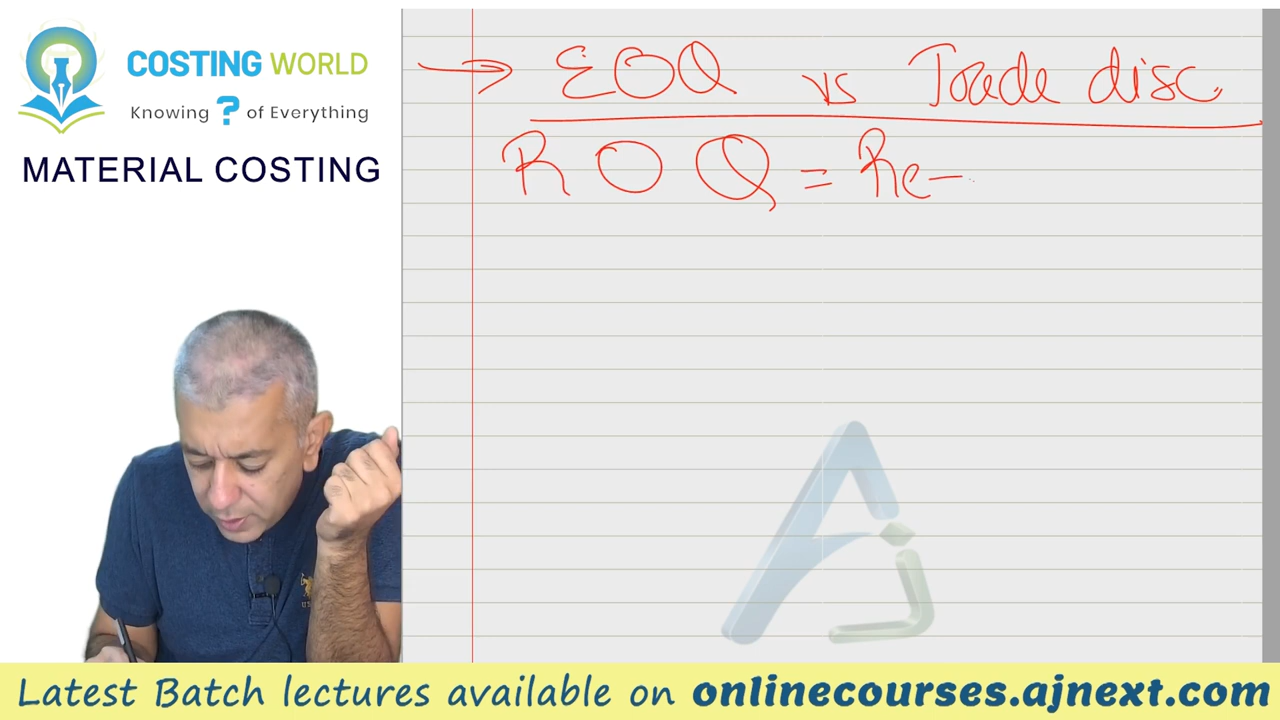 COSTING WORLD
Knowing ? of Everything
MATERIAL COSTING
→ EOQ vs Trade disc.
ROQ = Re-
Latest Batch lectures available on onlinecourses.ajnext.com